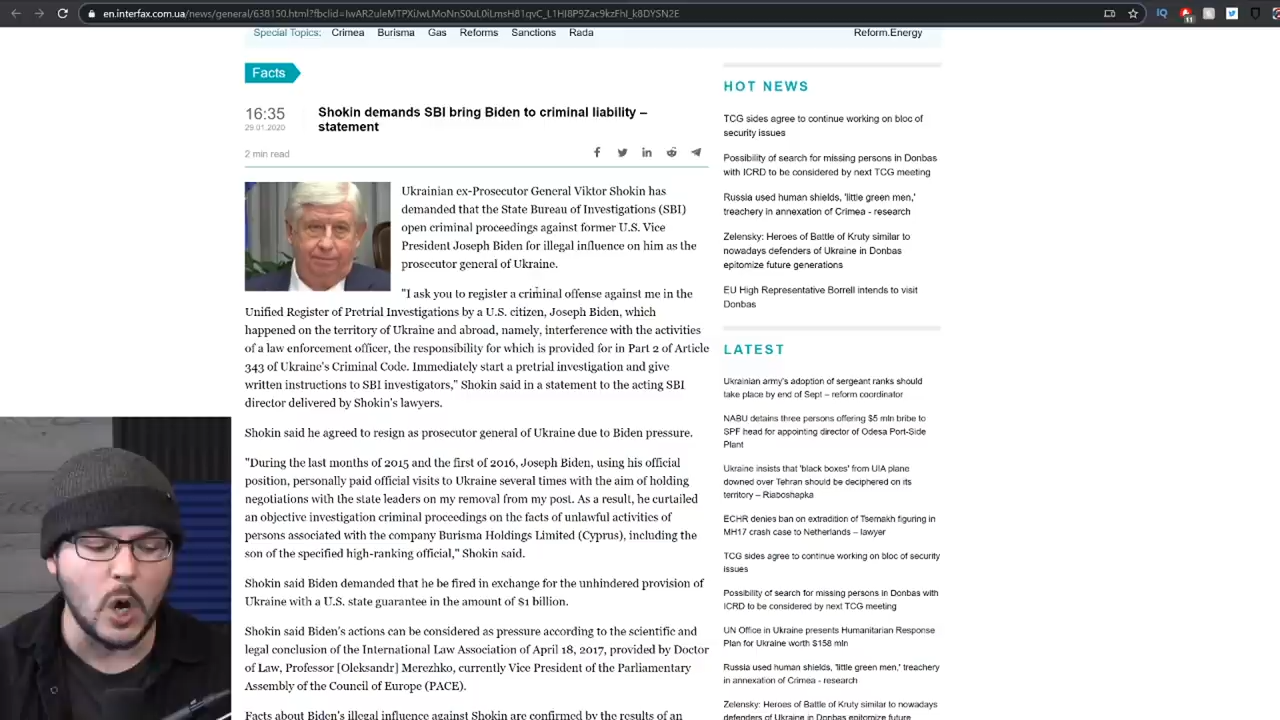 en.interfax.com.ua/news/general/638150.html?fbclid=IwAR2uleMTPXiJwLMoNnS0uL0iLmsH81qvC_L1HI8P9Zac9kzFhI_k8DYSN2E
11
Special Topics: Crimea Burisma Gas Reforms Sanctions Rada
Reform.Energy
Facts
16:35
29.01.2020
Shokin demands SBI bring Biden to criminal liability –
statement
2 min read
Ukrainian ex-Prosecutor General Viktor Shokin has
demanded that the State Bureau of Investigations (SBI)
open criminal proceedings against former U.S. Vice
President Joseph Biden for illegal influence on him as the
prosecutor general of Ukraine.
"I ask you to register a criminal offense against me in the
Unified Register of Pretrial Investigations by a U.S. citizen, Joseph Biden, which
happened on the territory of Ukraine and abroad, namely, interference with the activities
of a law enforcement officer, the responsibility for which is provided for in Part 2 of Article
343 of Ukraine's Criminal Code. Immediately start a pretrial investigation and give
written instructions to SBI investigators," Shokin said in a statement to the acting SBI
director delivered by Shokin's lawyers.
Shokin said he agreed to resign as prosecutor general of Ukraine due to Biden pressure.
"During the last months of 2015 and the first of 2016, Joseph Biden, using his official
position, personally paid official visits to Ukraine several times with the aim of holding
negotiations with the state leaders on my removal from my post. As a result, he curtailed
an objective investigation criminal proceedings on the facts of unlawful activities of
persons associated with the company Burisma Holdings Limited (Cyprus), including the
son of the specified high-ranking official," Shokin said.
Shokin said Biden demanded that he be fired in exchange for the unhindered provision of
Ukraine with a U.S. state guarantee in the amount of $1 billion.
Shokin said Biden's actions can be considered as pressure according to the scientific and
legal conclusion of the International Law Association of April 18, 2017, provided by Doctor
of Law, Professor [Oleksandr] Merezhko, currently Vice President of the Parliamentary
Assembly of the Council of Europe (PACE).
Facts about Biden's illegal influence against Shokin are confirmed by the results of an
HOT NEWS
TCG sides agree to continue working on bloc of
security issues
Possibility of search for missing persons in Donbas
with ICRD to be considered by next TCG meeting
Russia used human shields, 'little green men,'
treachery in annexation of Crimea - research
Zelensky: Heroes of Battle of Kruty similar to
nowadays defenders of Ukraine in Donbas
epitomize future generations
EU High Representative Borrell intends to visit
Donbas
LATEST
Ukrainian army's adoption of sergeant ranks should
take place by end of Sept – reform coordinator
NABU detains three persons offering $5 mln bribe to
SPF head for appointing director of Odesa Port-Side
Plant
Ukraine insists that 'black boxes' from UIA plane
downed over Tehran should be deciphered on its
territory – Riaboshapka
ECHR denies ban on extradition of Tsemakh figuring in
MH17 crash case to Netherlands – lawyer
TCG sides agree to continue working on bloc of security
issues
Possibility of search for missing persons in Donbas with
ICRD to be considered by next TCG meeting
UN Office in Ukraine presents Humanitarian Response
Plan for Ukraine worth $158 mln
Russia used human shields, 'little green men,' treachery
in annexation of Crimea - research
Zelensky: Heroes of Battle of Kruty similar to nowadays
defenders of Ukraine in Donbas epitomize future